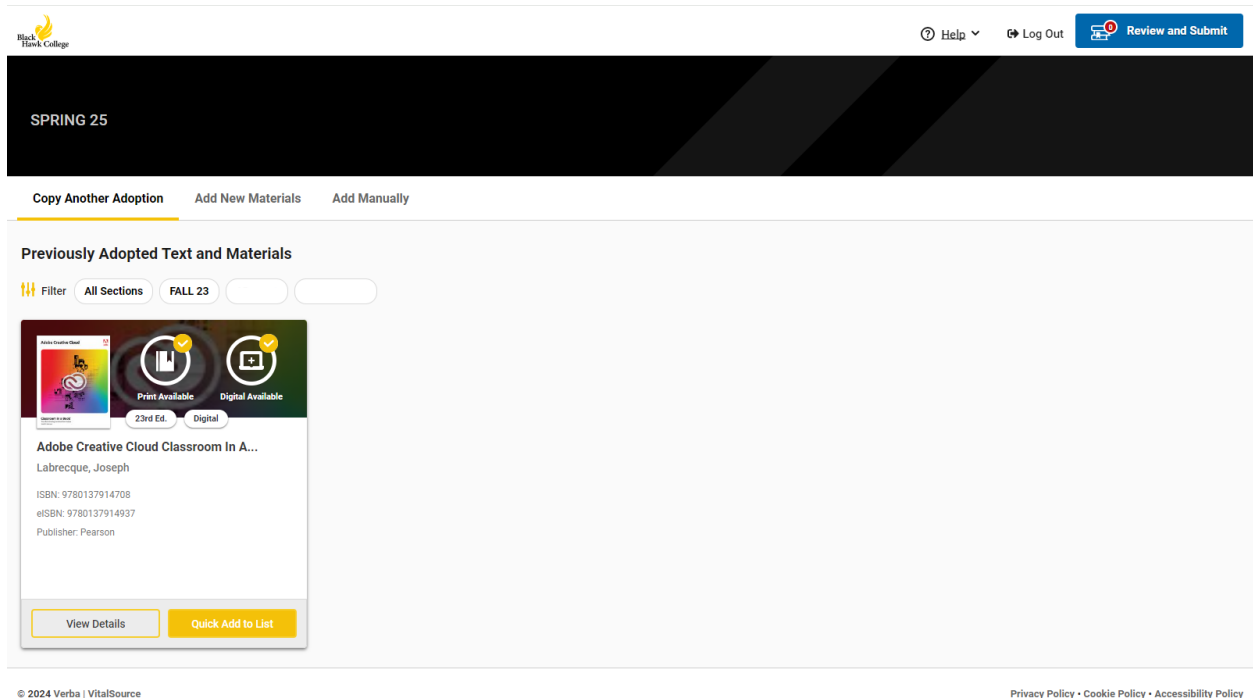 Black
Hawk College
Help
Log Out
0
Review and Submit
SPRING 25
Copy Another Adoption
Add New Materials
Add Manually
Previously Adopted Text and Materials
Filter
All Sections
FALL 23
Adobe Creative Cloud
Print Available
Digital Available
23rd Ed.
Digital
Adobe Creative Cloud Classroom In A...
Labrecque, Joseph
ISBN: 9780137914708
eISBN: 9780137914937
Publisher: Pearson
View Details
Quick Add to List
© 2024 Verba | VitalSource
Privacy Policy • Cookie Policy • Accessibility Policy